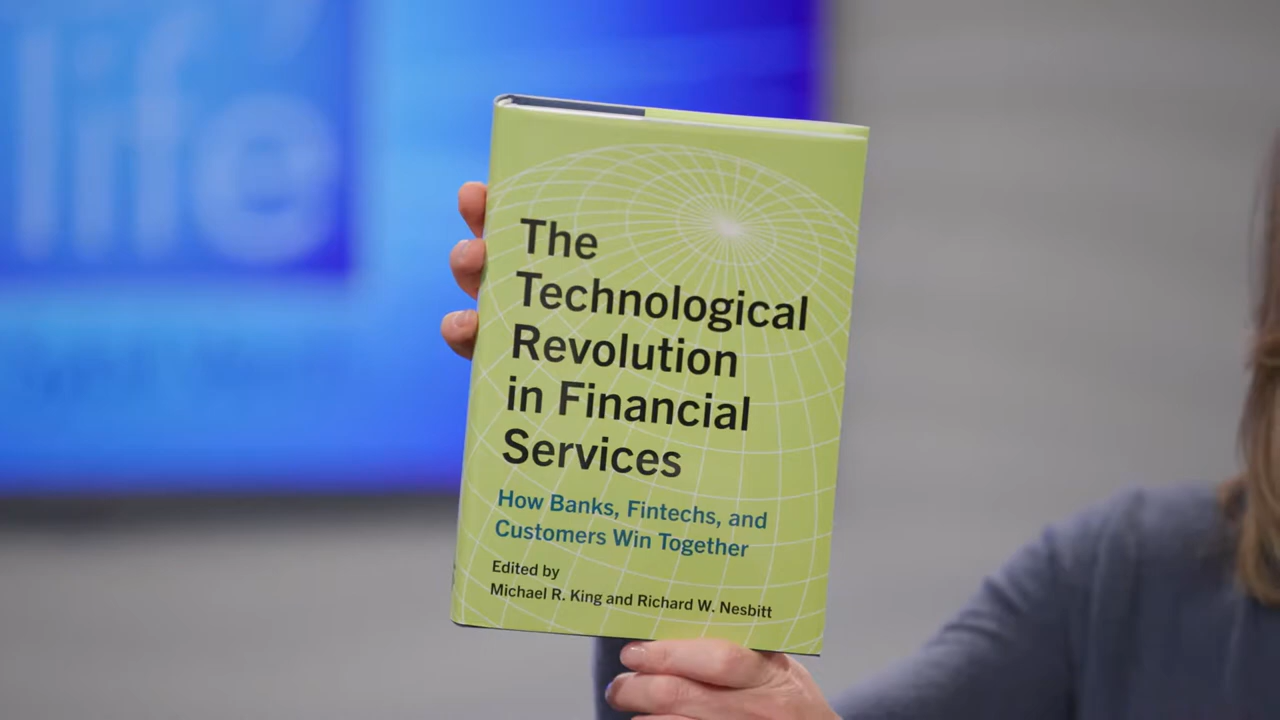 life
The
Technological
Revolution
in Financial
Services
How Banks, Fintechs, and
Customers Win Together
Edited by
Michael R. King and Richard W. Nesbitt